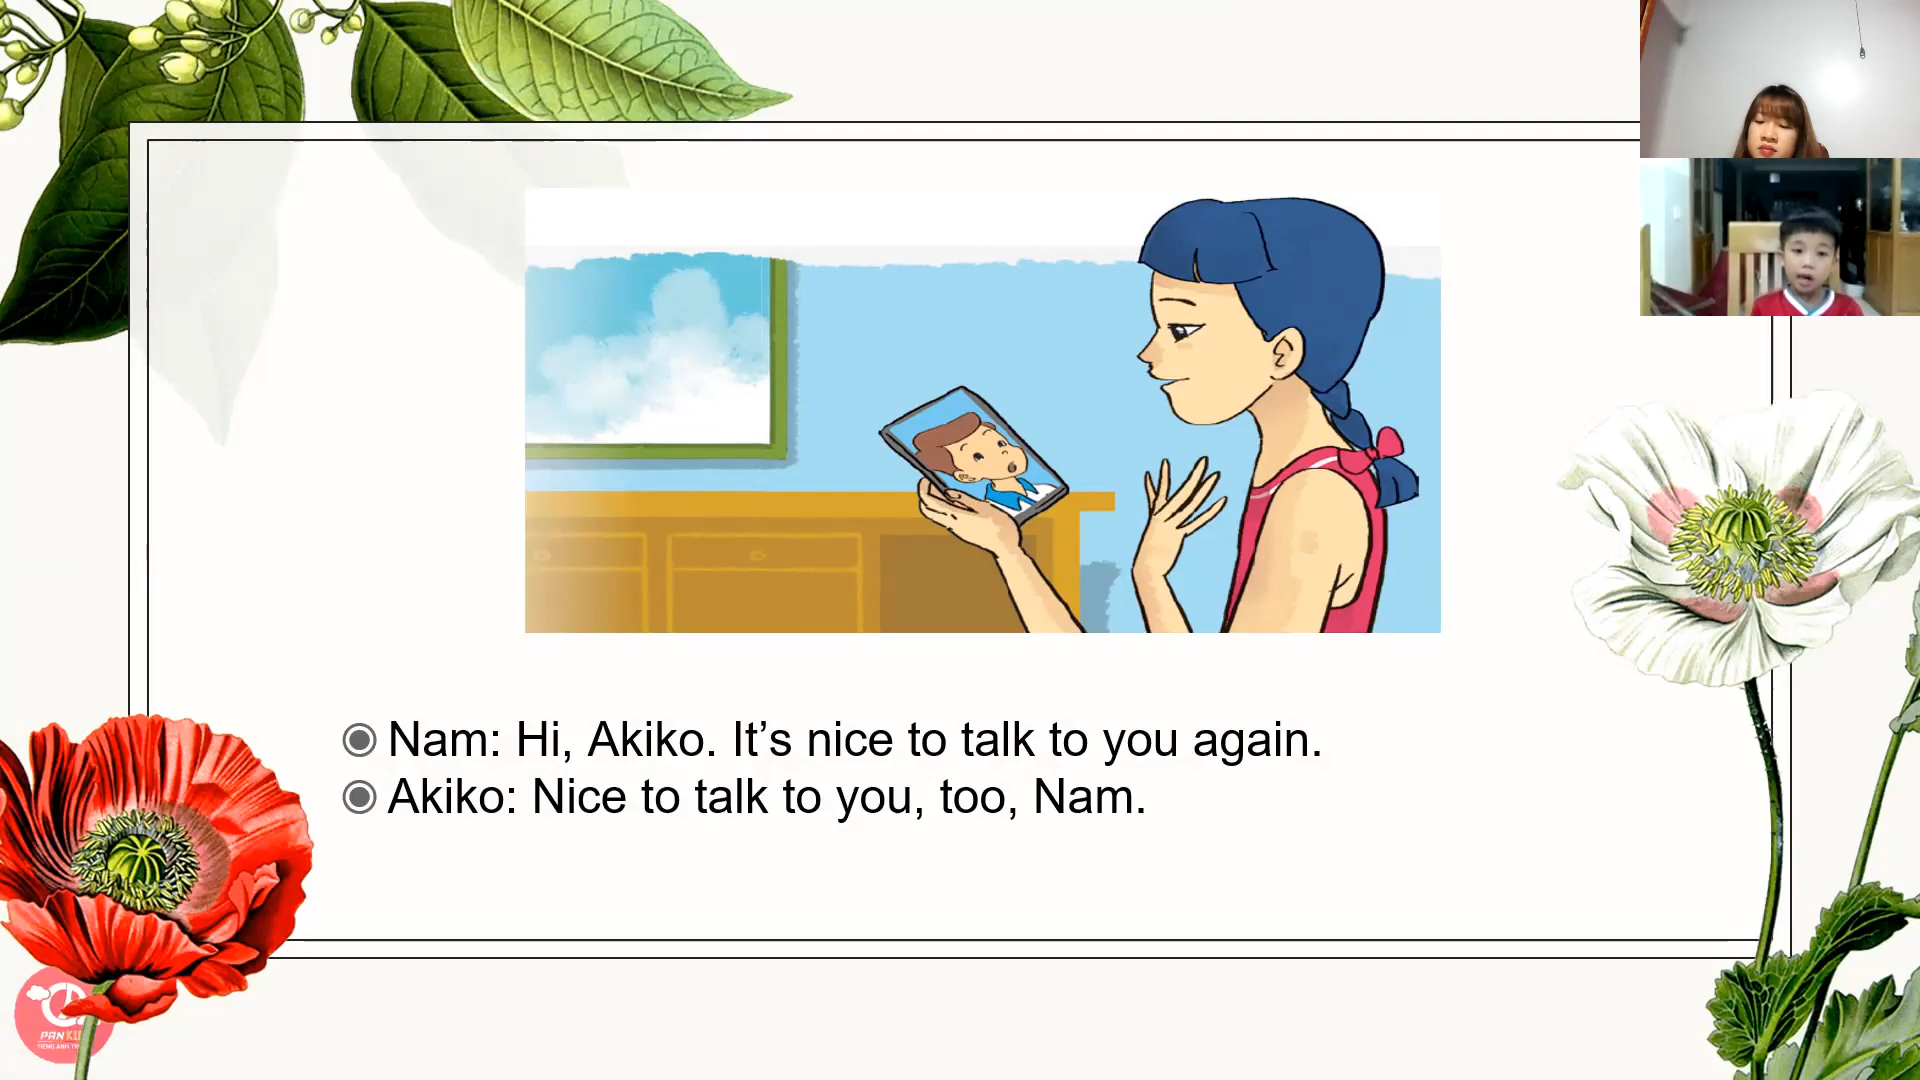 Nam: Hi, Akiko. It’s nice to talk to you again.
Akiko: Nice to talk to you, too, Nam.